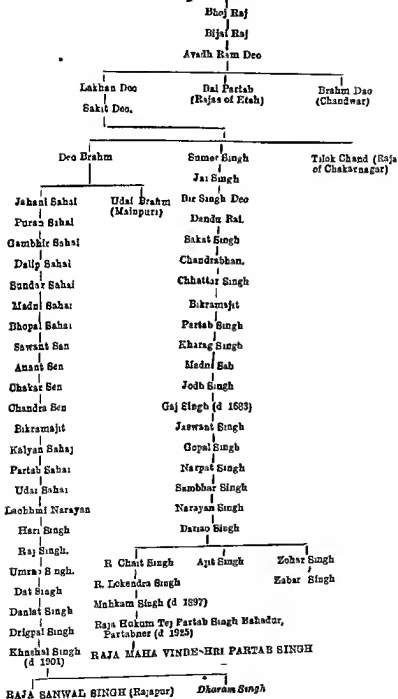 Bhoj Raj
Bijai Raj
Avadh Ram Deo
Lakhan Deo
Dal Partab
(Rajas of Etah)
Brahm Dao
(Chandwar)
Sakit Deo.
Deo Brahm
Sumer Singh
Tilok Chand (Raja
of Chakarnagar)
Jahani Sahai
Puran Sahai
Gambhir Sahai
Dalip Sahai
Sundar Sahai
Madni Sahai
Bhopal Sahai
Sawant San
Anant Sen
Chakar Sen
Chandra Sen
Bikramajit
Kalyan Sahaj
Partab Sahai
Udai Sahai
Lachhmi Narayan
Hari Singh
Raj Singh.
Umrao Singh.
Dat Singh
Daulat Singh
Drigpal Singh
Khushal Singh
(d 1901)
Udai Brahm
(Mainpuri)
Jai Singh
Bir Singh Deo
Dandu Rai.
Sakat Singh
Chandrabhan.
Chhattar Singh
Bikramajit
Partab Singh
Kharag Singh
Madni Sah
Jodh Singh
Gaj Singh (d 1683)
Jaswant Singh
Gopal Singh
Narpat Singh
Sambhar Singh
Narayan Singh
Dariao Singh
R Chait Singh
Ajit Singh
Zohar Singh
R. Lokendra Singh
Zabar Singh
Mahkam Singh (d 1897)
Raja Hukum Tej Partab Singh Bahadur,
Partabner (d 1925)
RAJA MAHA VINDESHRI PARTAB SINGH
RAJA SANWAL SINGH (Rajapur)
Dharam Singh